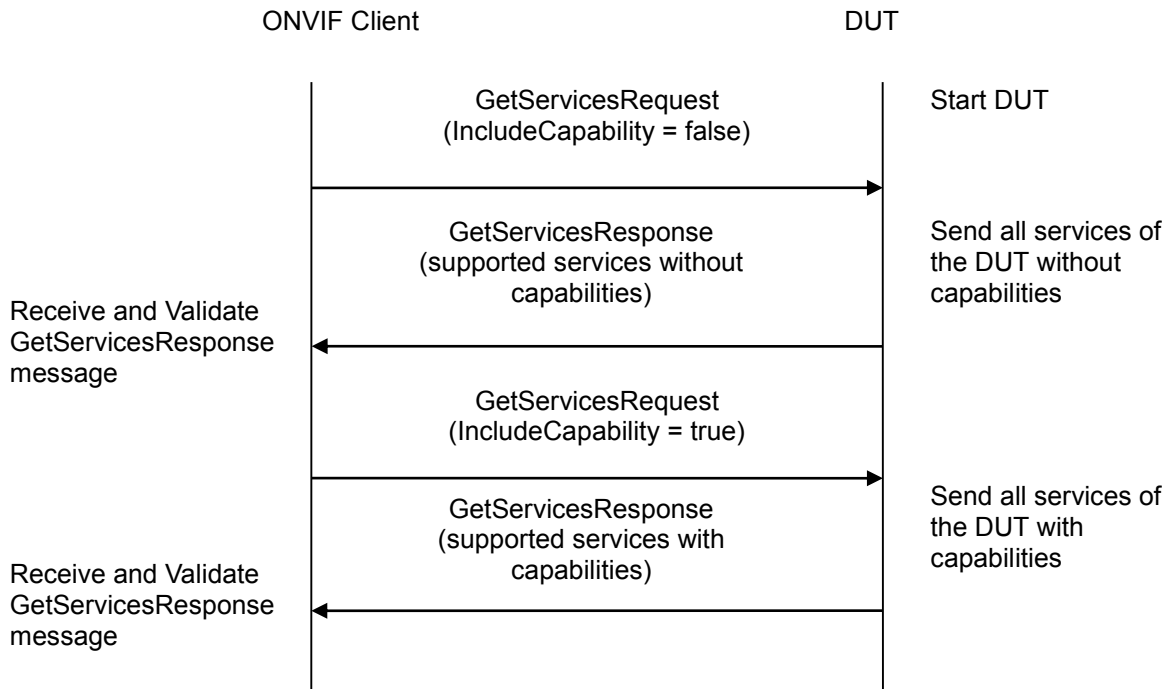 ONVIF Client
DUT
GetServicesRequest
(IncludeCapability = false)
Start DUT
GetServicesResponse
(supported services without
capabilities)
Send all services of
the DUT without
capabilities
Receive and Validate
GetServicesResponse
message
GetServicesRequest
(IncludeCapability = true)
GetServicesResponse
(supported services with
capabilities)
Send all services of
the DUT with
capabilities
Receive and Validate
GetServicesResponse
message